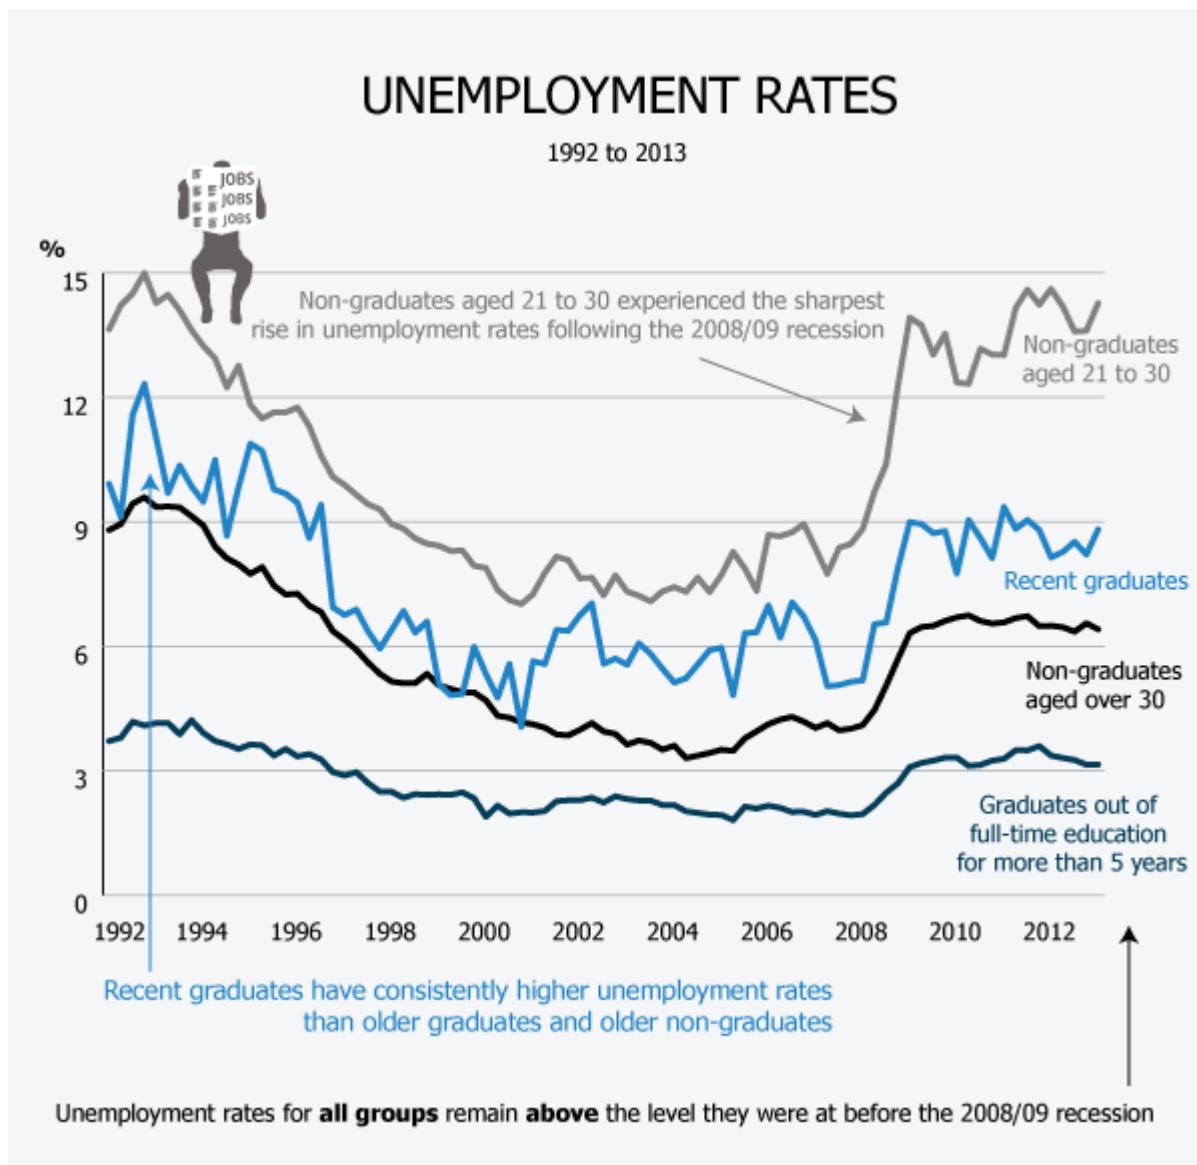 UNEMPLOYMENT RATES
1992 to 2013
JOBS
JOBS
JOBS
%
15
Non-graduates aged 21 to 30 experienced the sharpest
rise in unemployment rates following the 2008/09 recession
Non-graduates
aged 21 to 30
12
9
Recent graduates
6
Non-graduates
aged over 30
3
Graduates out of
full-time education
for more than 5 years
0
1992 1994 1996 1998 2000 2002 2004 2006 2008 2010 2012
Recent graduates have consistently higher unemployment rates
than older graduates and older non-graduates
Unemployment rates for all groups remain above the level they were at before the 2008/09 recession